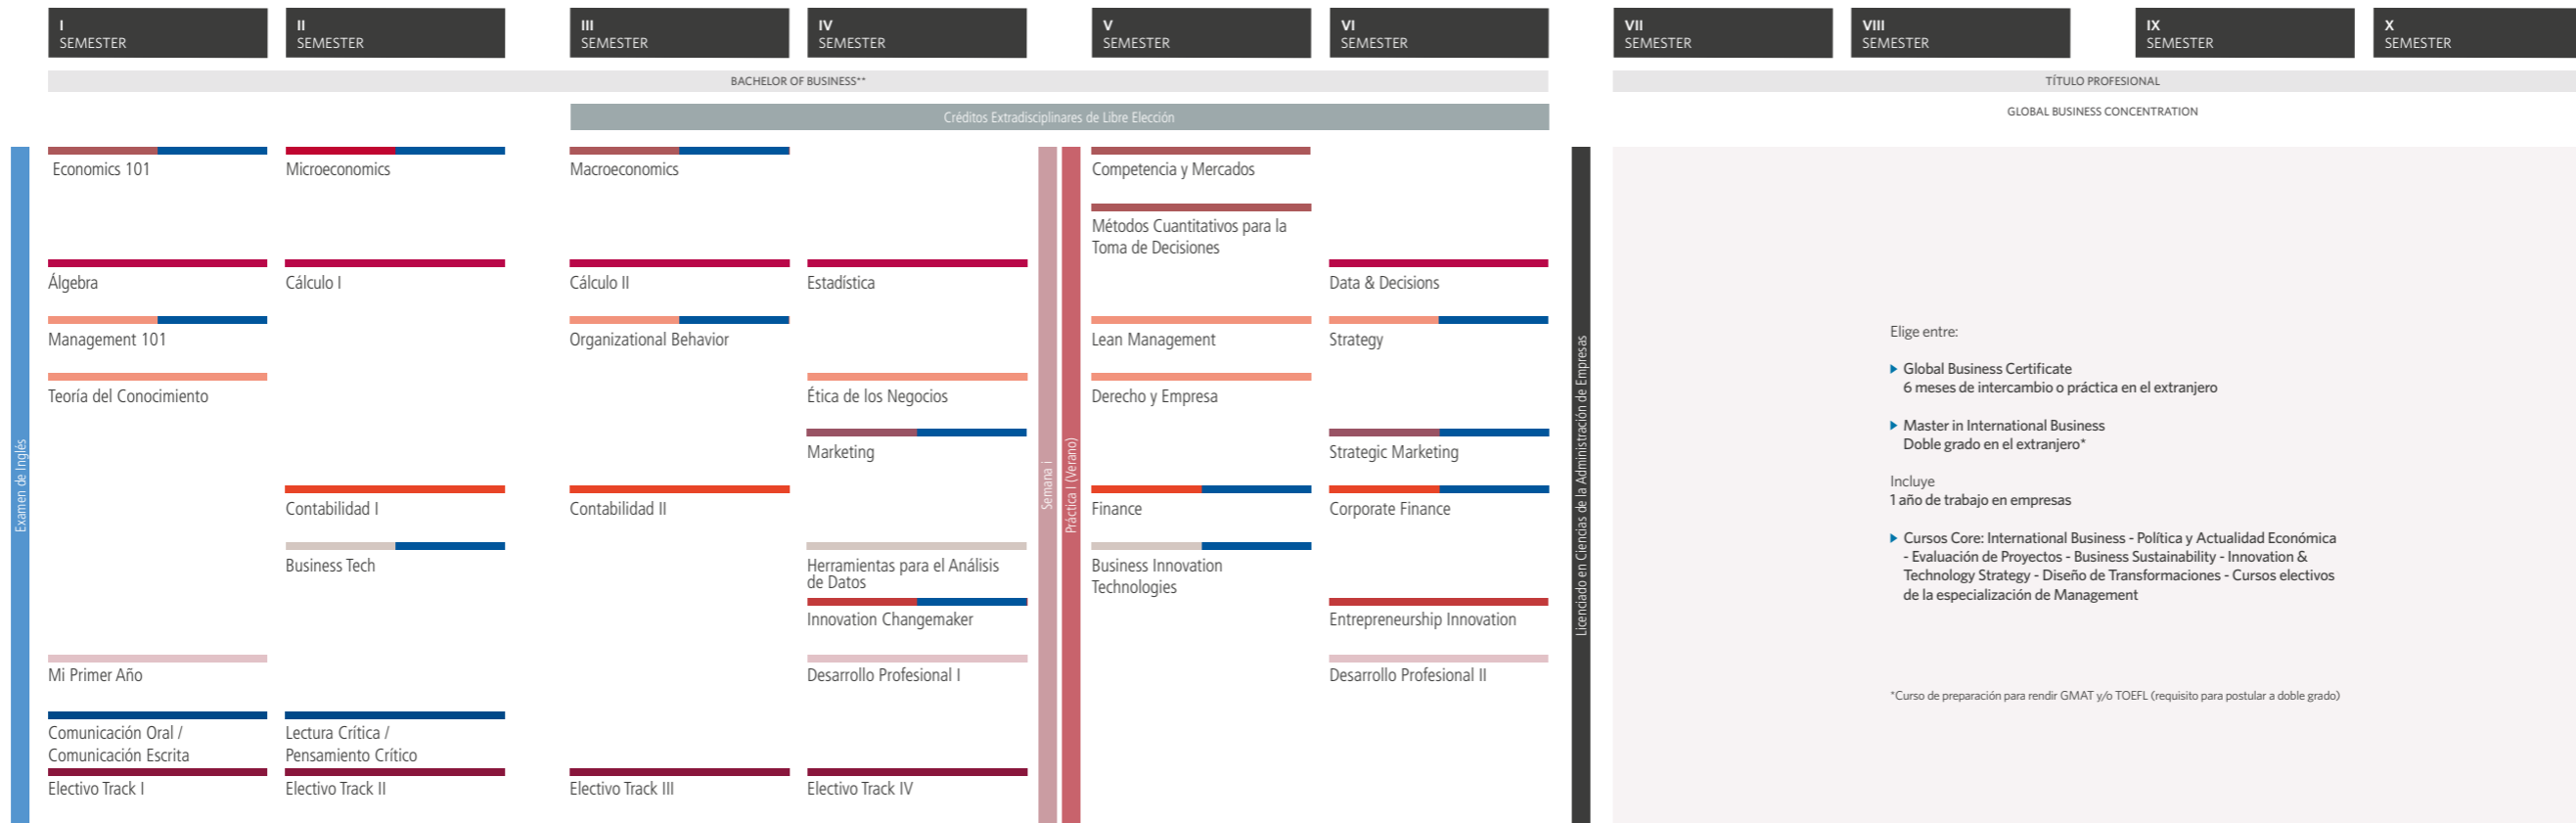 I
SEMESTER
II
SEMESTER
III
SEMESTER
IV
SEMESTER
V
SEMESTER
VI
SEMESTER
VII
SEMESTER
VIII
SEMESTER
IX
SEMESTER
X
SEMESTER
BACHELOR OF BUSINESS**
TÍTULO PROFESIONAL
Créditos Extradisciplinares de Libre Elección
GLOBAL BUSINESS CONCENTRATION
Examen de Inglés
Economics 101
Álgebra
Management 101
Teoría del Conocimiento
Mi Primer Año
Comunicación Oral /
Comunicación Escrita
Electivo Track I
Microeconomics
Cálculo I
Contabilidad I
Business Tech
Lectura Crítica /
Pensamiento Crítico
Electivo Track II
Macroeconomics
Cálculo II
Organizational Behavior
Contabilidad II
Electivo Track III
Estadística
Ética de los Negocios
Marketing
Herramientas para el Análisis
de Datos
Innovation Changemaker
Desarrollo Profesional I
Electivo Track IV
Semana i
Práctica I (Verano)
Competencia y Mercados
Métodos Cuantitativos para la
Toma de Decisiones
Lean Management
Derecho y Empresa
Finance
Business Innovation
Technologies
Data & Decisions
Strategy
Strategic Marketing
Corporate Finance
Entrepreneurship Innovation
Desarrollo Profesional II
Licenciado en Ciencias de la Administración de Empresas
Elige entre:
Global Business Certificate
6 meses de intercambio o práctica en el extranjero
Master in International Business
Doble grado en el extranjero*
Incluye
1 año de trabajo en empresas
Cursos Core: International Business - Política y Actualidad Económica
- Evaluación de Proyectos - Business Sustainability - Innovation &
Technology Strategy - Diseño de Transformaciones - Cursos electivos
de la especialización de Management
*Curso de preparación para rendir GMAT y/o TOEFL (requisito para postular a doble grado)